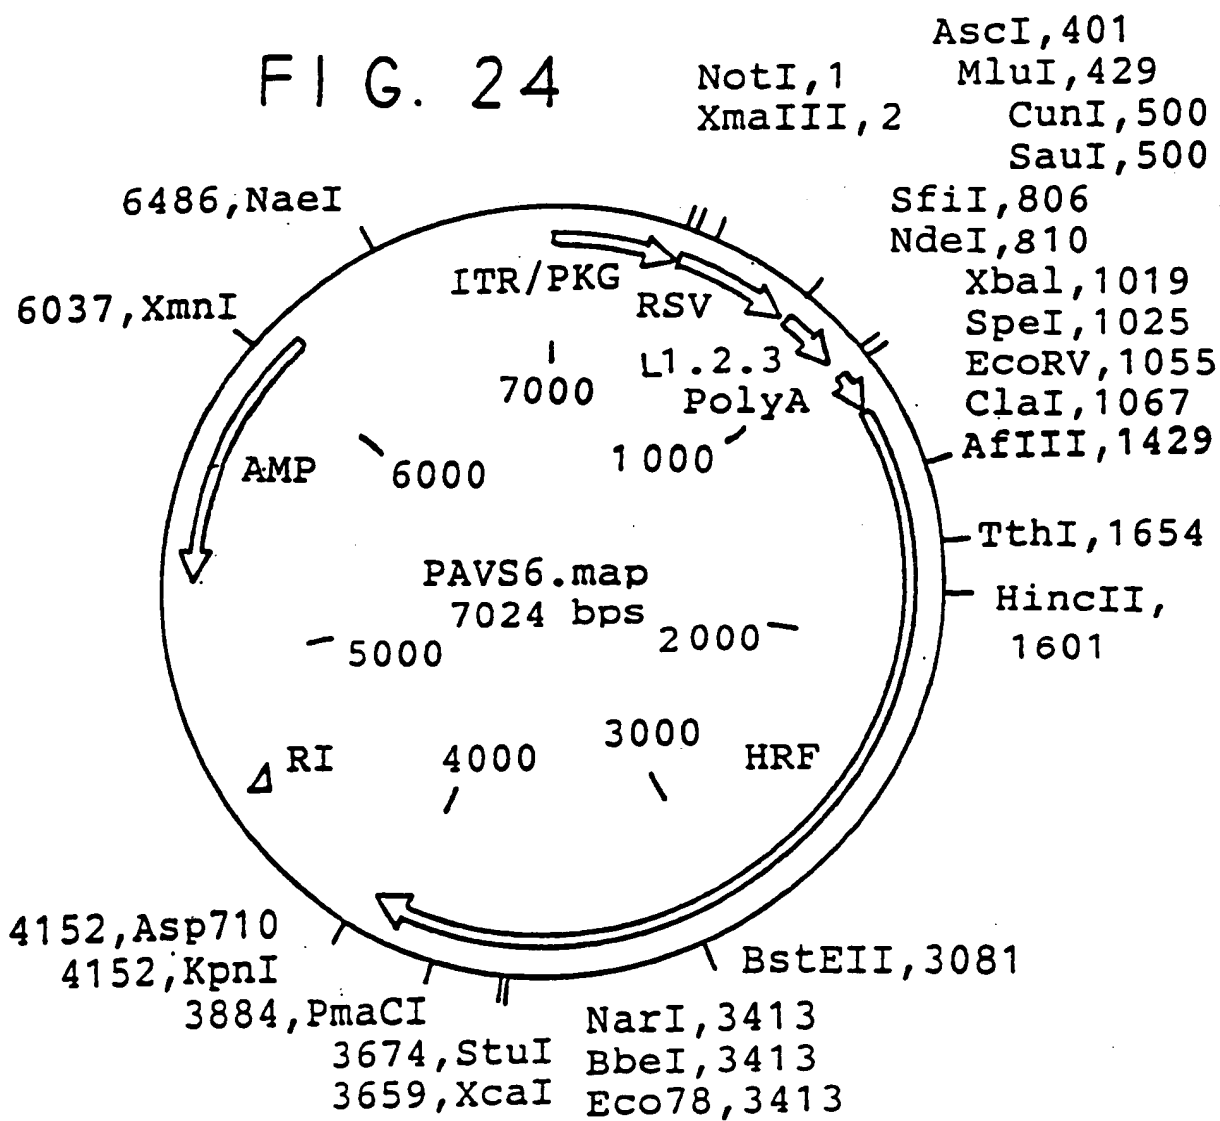 FIG. 24
NotI,1
XmaIII,2
AscI,401
MluI,429
CunI,500
SauI,500
SfiI,806
NdeI,810
Xbal,1019
SpeI,1025
EcoRV,1055
ClaI,1067
AfIII,1429
TthI,1654
HincII,
1601
6486,NaeI
6037,XmnI
ITR/PKG
RSV
L1.2.3
PolyA
7000
1000
6000
AMP
PAVS6.map
7024 bps
2000
5000
3000
4000
HRF
RI
4152,Asp710
4152,KpnI
3884,PmaCI
3674,StuI
3659,XcaI
BstEII,3081
NarI,3413
BbeI,3413
Eco78,3413